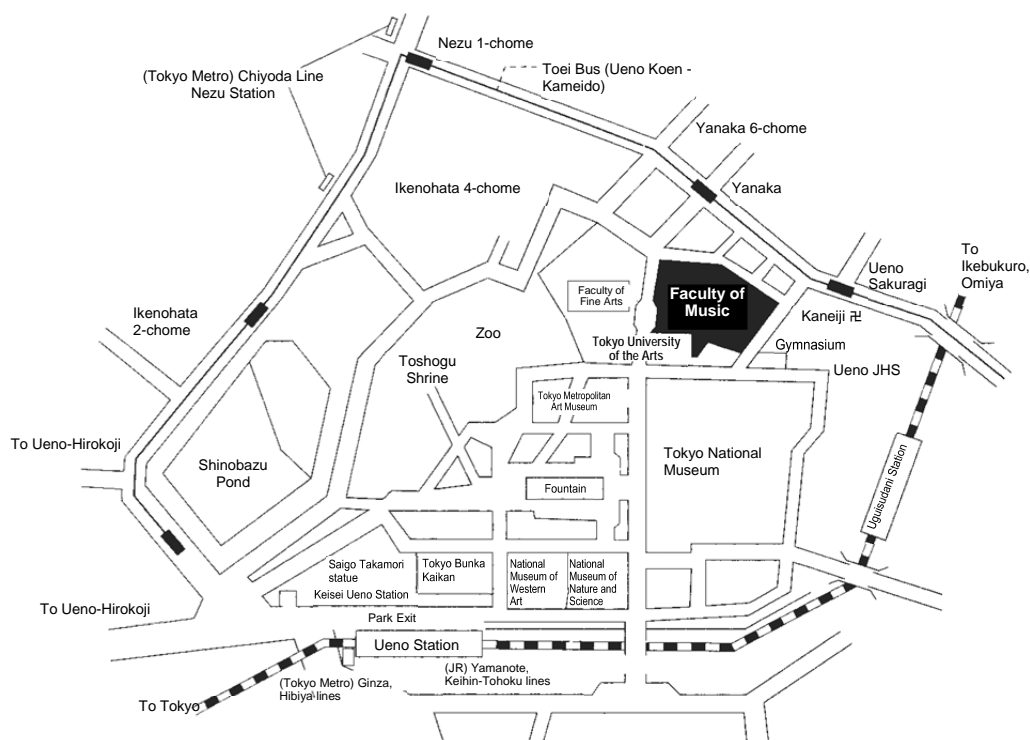 Nezu 1-chome
(Tokyo Metro) Chiyoda Line
Nezu Station
Toei Bus (Ueno Koen -
Kameido)
Yanaka 6-chome
Ikenohata 4-chome
Yanaka
To
Ikebukuro,
Omiya
Ueno
Sakuragi
Faculty of
Fine Arts
Faculty of
Music
Kaneiji 卍
Ikenohata
2-chome
Zoo
Tokyo University
of the Arts
Gymnasium
Toshogu
Shrine
Ueno JHS
Tokyo Metropolitan
Art Museum
To Ueno-Hirokoji
Shinobazu
Pond
Tokyo National
Museum
Fountain
Uguisudani Station
Saigo Takamori
statue
Keisei Ueno Station
Tokyo Bunka
Kaikan
National
Museum of
Western
Art
National
Museum of
Nature and
Science
To Ueno-Hirokoji
Park Exit
Ueno Station
(JR) Yamanote,
Keihin-Tohoku lines
(Tokyo Metro) Ginza,
Hibiya lines
To Tokyo